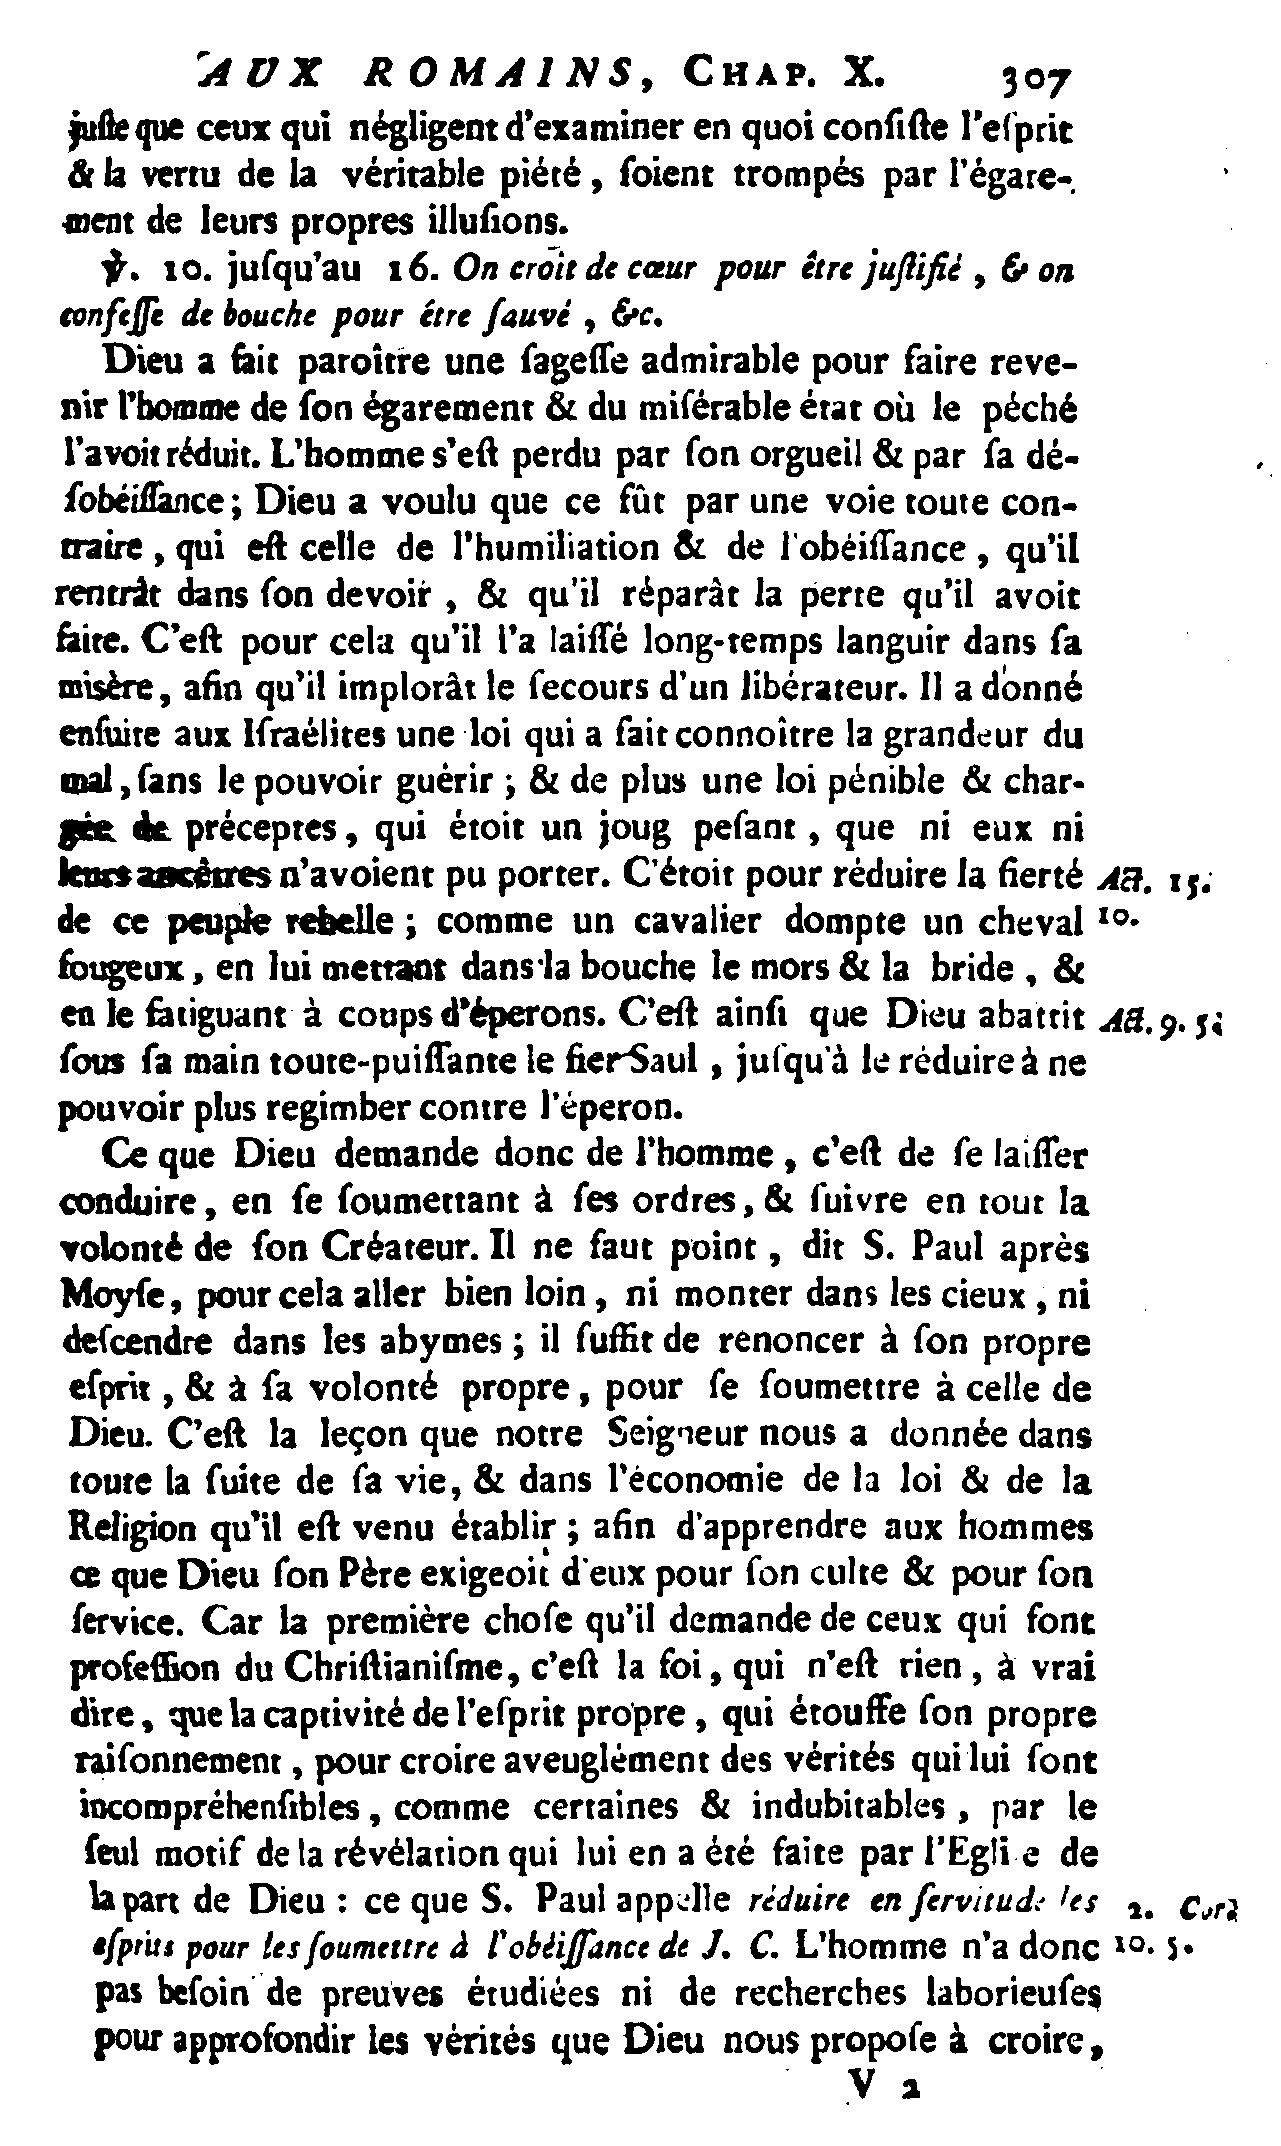 AUX ROMAINS, CHAP. X. 307
juſte que ceux qui négligent d'examiner en quoi conſiſte l'eſprit
& la vertu de la véritable piété, ſoient trompés par l'égare-
ment de leurs propres illuſions.
℣. 10. juſqu'au 16. On croit de cœur pour être juſtifié, & on
confeſſe de bouche pour être ſauvé, &c.
Dieu a fait paroître une ſageſſe admirable pour faire reve-
nir l'homme de ſon égarement & du miſérable état où le péché
l'avoit réduit. L'homme s'eſt perdu par ſon orgueil & par ſa dé-
ſobéiſſance; Dieu a voulu que ce fût par une voie toute con-
traire, qui eſt celle de l'humiliation & de l'obéiſſance, qu'il
rentrât dans ſon devoir, & qu'il réparât la perte qu'il avoit
faite. C'eſt pour cela qu'il l'a laiſſé long-temps languir dans ſa
misère, afin qu'il implorât le ſecours d'un libérateur. Il a donné
enſuite aux Iſraélites une loi qui a fait connoître la grandeur du
mal, ſans le pouvoir guérir; & de plus une loi pénible & char-
gée de préceptes, qui étoit un joug peſant, que ni eux ni
leurs ancêtres n'avoient pu porter. C'étoit pour réduire la fierté Act. 15.
de ce peuple rebelle; comme un cavalier dompte un cheval 10.
fougeux, en lui mettant dans la bouche le mors & la bride, &
en le fatiguant à coups d'éperons. C'eſt ainſi que Dieu abattit Act. 9. 5.
ſous ſa main toute-puiſſante le fier Saul, juſqu'à le réduire à ne
pouvoir plus regimber contre l'éperon.
Ce que Dieu demande donc de l'homme, c'eſt de ſe laiſſer
conduire, en ſe ſoumettant à ſes ordres, & ſuivre en tout la
volonté de ſon Créateur. Il ne faut point, dit S. Paul après
Moyſe, pour cela aller bien loin, ni monter dans les cieux, ni
deſcendre dans les abymes; il ſuffit de renoncer à ſon propre
eſprit, & à ſa volonté propre, pour ſe ſoumettre à celle de
Dieu. C'eſt la leçon que notre Seigneur nous a donnée dans
toute la ſuite de ſa vie, & dans l'économie de la loi & de la
Religion qu'il eſt venu établir; afin d'apprendre aux hommes
ce que Dieu ſon Père exigeoit d'eux pour ſon culte & pour ſon
ſervice. Car la première choſe qu'il demande de ceux qui font
profeſſion du Chriſtianiſme, c'eſt la foi, qui n'eſt rien, à vrai
dire, que la captivité de l'eſprit propre, qui étouffe ſon propre
raiſonnement, pour croire aveuglément des vérités qui lui ſont
incompréhenſibles, comme certaines & indubitables, par le
ſeul motif de la révélation qui lui en a été faite par l'Egli e de
la part de Dieu : ce que S. Paul appelle réduire en ſervitude les 2. Cor.
eſprits pour les ſoumettre à l'obéiſſance de J. C. L'homme n'a donc 10. 5.
pas beſoin de preuves étudiées ni de recherches laborieuſes
pour approfondir les vérités que Dieu nous propoſe à croire,
V 2